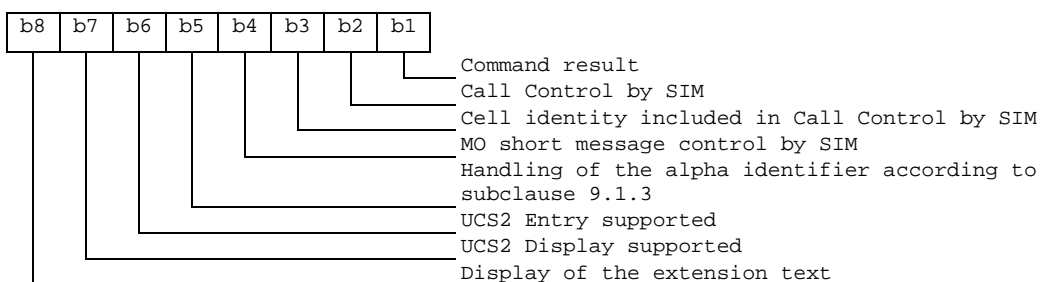 b8 b7 b6 b5 b4 b3 b2 b1
Command result
Call Control by SIM
Cell identity included in Call Control by SIM
MO short message control by SIM
Handling of the alpha identifier according to
subclause 9.1.3
UCS2 Entry supported
UCS2 Display supported
Display of the extension text